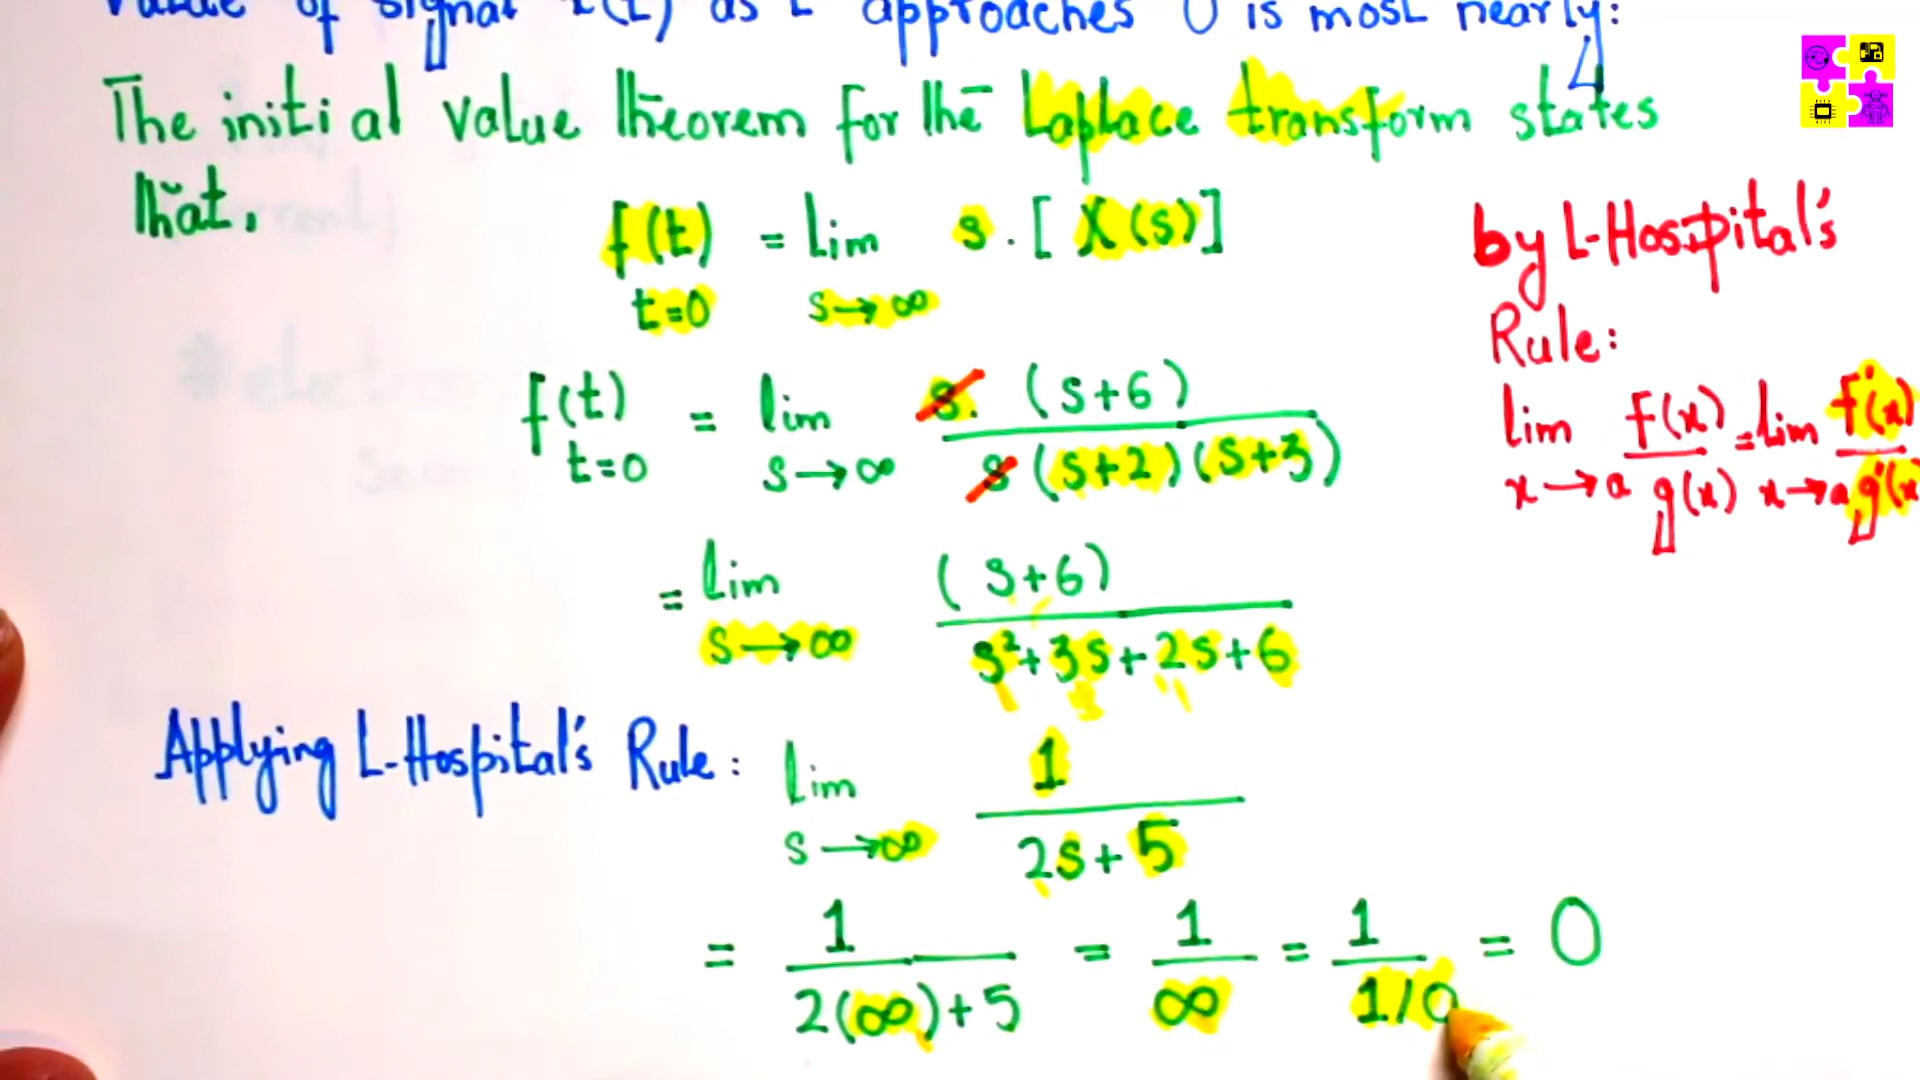 value of signal x(t) as t approaches 0 is most nearly:
The initial value theorem for the Laplace transform states
that,
f(t) = lim s . [ X(s)]
t=0 s→∞
by L-Hospital's
Rule:
f(t) = lim s. (s+6)
t=0 s→∞ s (s+2) (s+3)
lim f(x) = lim f'(x)
x→a g(x) x→a g'(x
= lim (s+6)
s→∞ s²+3s+2s+6
Applying L-Hospital's Rule: lim 1
s→∞ 2s+5
= 1 = 1 = 1 = 0
2(∞)+5 ∞ 1/0